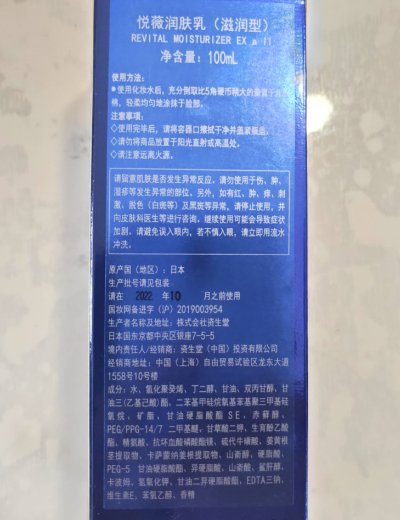 悦薇润肤乳（滋润型）
REVITAL MOISTURIZER EX a II
净含量：100mL
使用方法：
●使用化妆水后，充分倒取比5角硬币稍大的量置于
棉，轻柔均匀地涂抹于脸部。
注意事项：
◇使用完毕后，请将容器口擦拭干净并盖紧瓶盖。
◇请勿将商品放置于阳光直射或高温处。
◇请注意远离火源。
请留意肌肤是否发生异常反应。请勿使用于伤、肿、
湿疹等发生异常的部位。另外，如有红、肿、痒、刺
激、脱色（白斑等）及黑斑等异常，请停止使用，并
向皮肤科医生等进行咨询。继续使用可能会导致症状
加剧。请避免误入眼内，若不慎入眼，请立即用流水
冲洗。
原产国（地区）：日本
生产批号请见包装
请在 2022 年10 月之前使用
国妆网备进字（沪）2019003954
生产者名称及地址：株式会社资生堂
日本国东京都中央区银座7-5-5
境内责任人/经销商：资生堂（中国）投资有限公司
经销商地址：中国（上海）自由贸易试验区龙东大道
1558号10号楼
成分：水、氢化聚癸烯、丁二醇、甘油、双丙甘醇、甘
油三(乙基己酸)酯、二苯基甲硅烷氧基苯基聚三甲基硅
氧烷、矿脂、甘油硬脂酸酯SE、赤藓醇、
PEG/PPG-14/7 二甲基醚、甘草酸二钾、生育酚乙酸
酯、精氨酸、抗坏血酸磷酸酯镁、硫代牛磺酸、姜黄根
茎提取物、卡萨蒙纳姜根提取物、山嵛醇、硬脂酸、
PEG-5 甘油硬脂酸酯、异硬脂酸、山嵛酸、鲨肝醇、
卡波姆、氢氧化钾、甘油二异硬脂酸酯、EDTA三钠、
维生素E、苯氧乙醇、香精